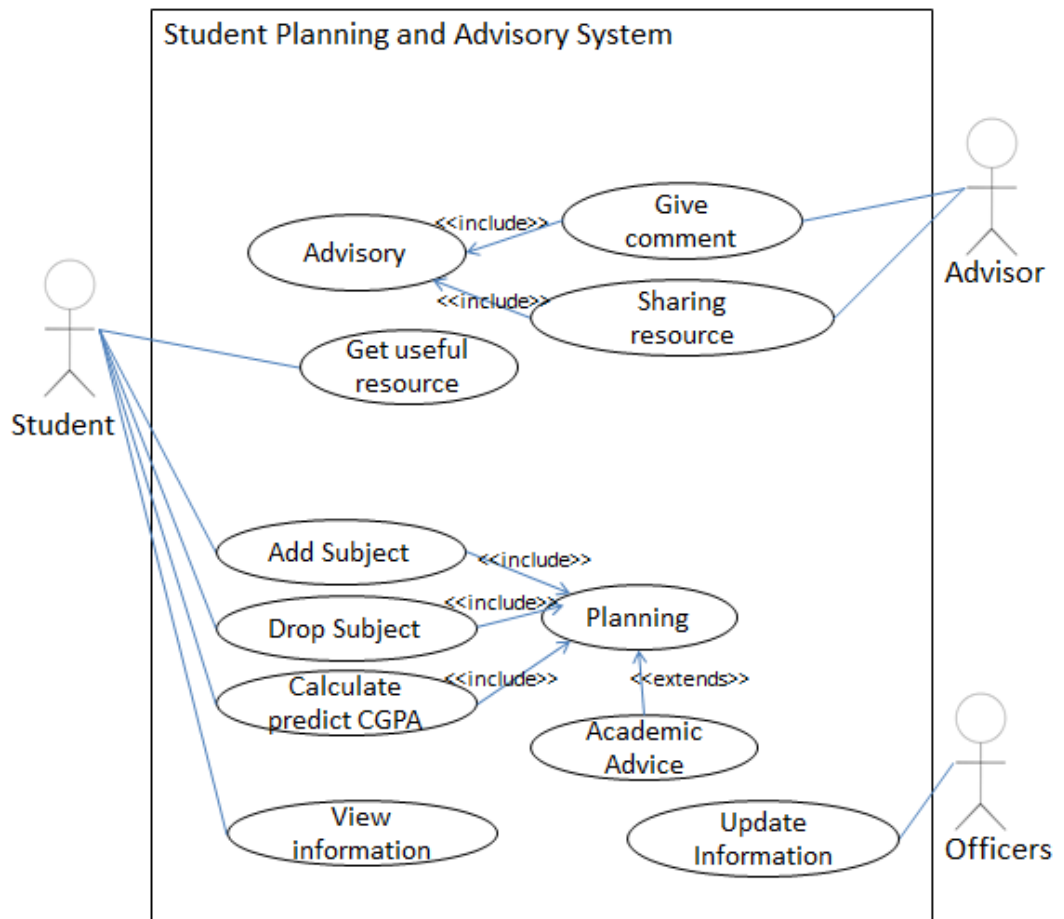 Student Planning and Advisory System
Give
comment
<<include>>
Advisory
Advisor
<<include>>
Sharing
resource
Get useful
resource
Student
Add Subject
<<include>>
<<include>>
Planning
Drop Subject
Calculate
predict CGPA
<<include>>
<<extends>>
Academic
Advice
View
information
Update
Information
Officers